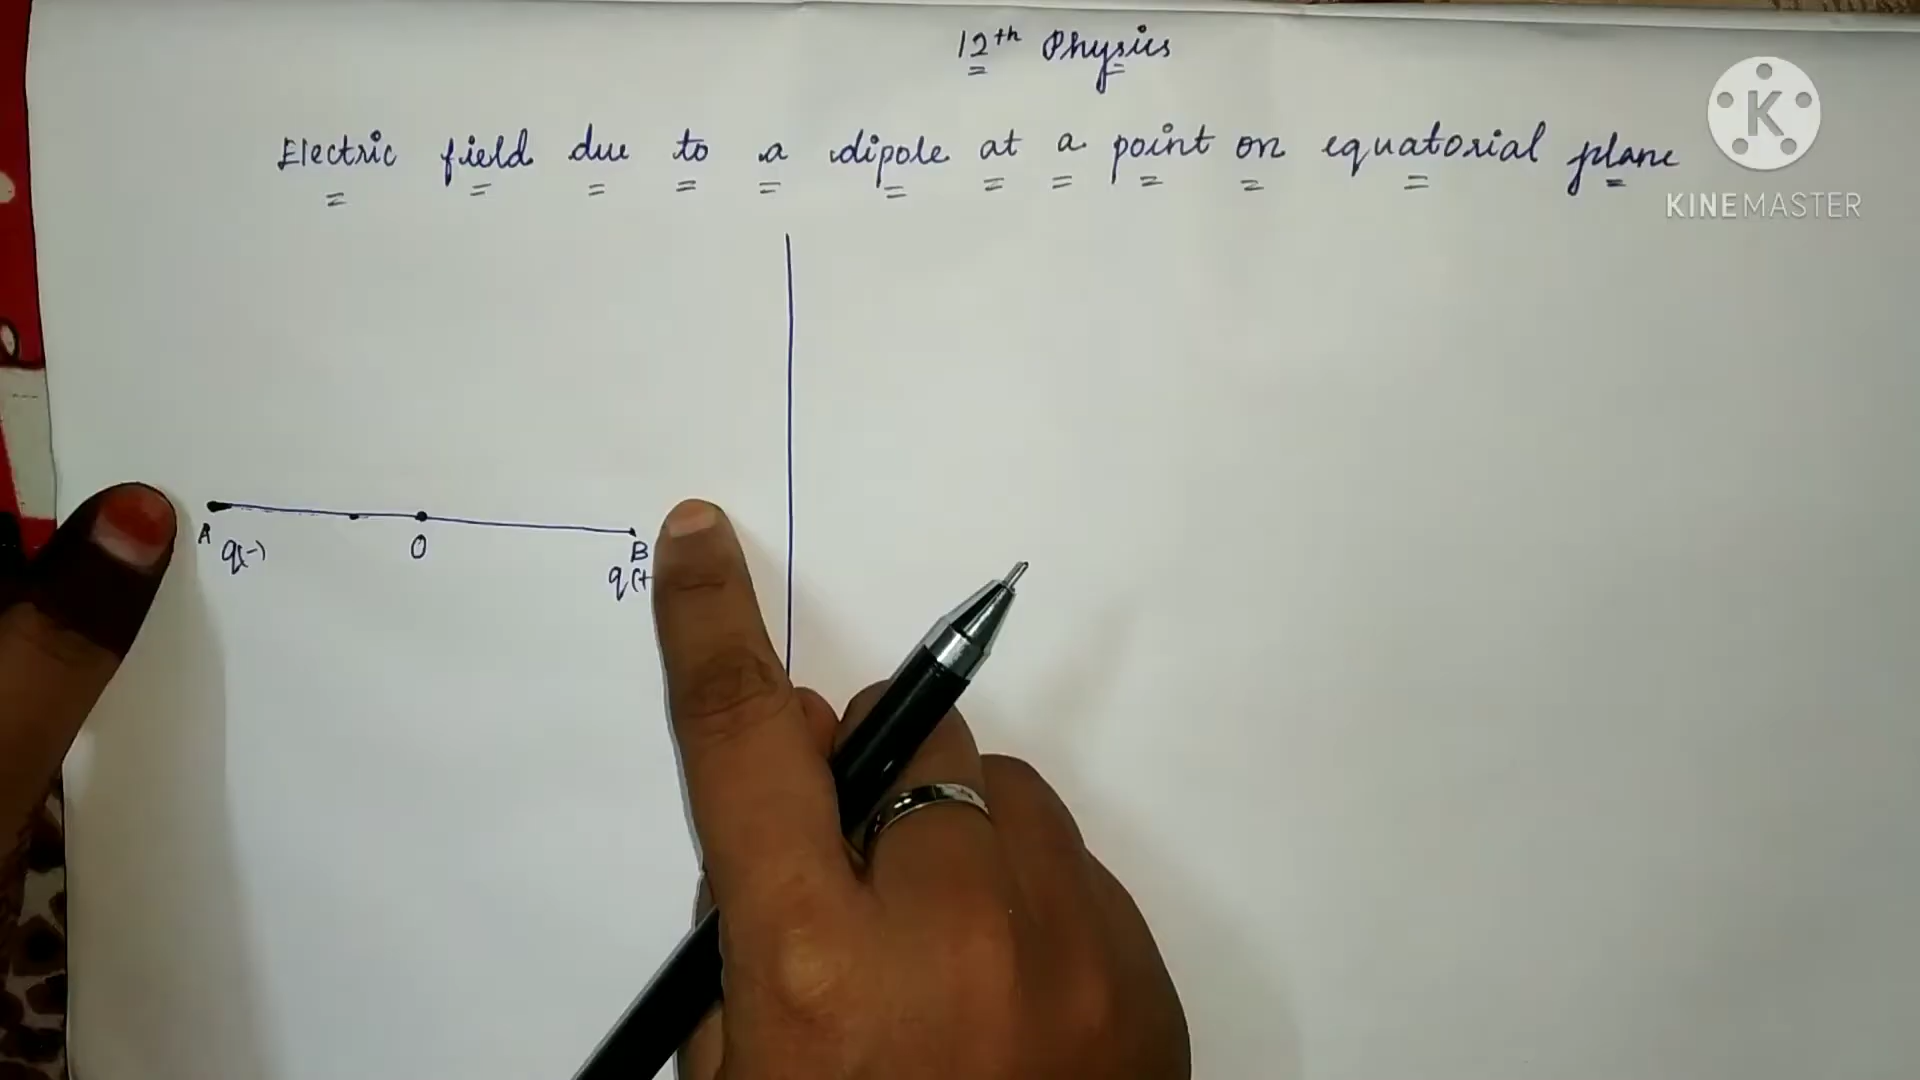 12th Physics
Electric field due to a dipole at a point on equatorial plane
K
KINEMASTER
A
q(-)
O
B
q(+